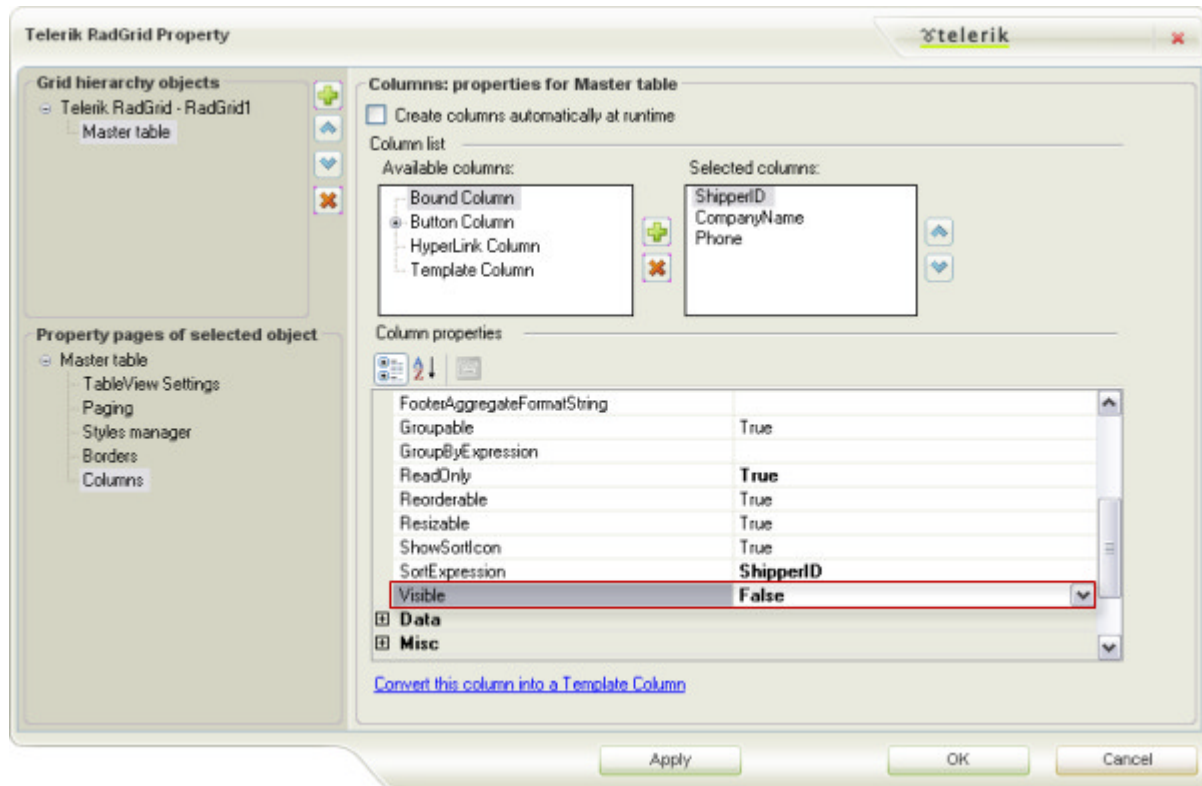 Telerik RadGrid Property
telerik
Grid hierarchy objects
Telerik RadGrid - RadGrid1
Master table
Property pages of selected object
Master table
TableView Settings
Paging
Styles manager
Borders
Columns
Columns: properties for Master table
Create columns automatically at runtime
Column list
Available columns:
Bound Column
Button Column
HyperLink Column
Template Column
Selected columns:
ShipperID
CompanyName
Phone
Column properties
FooterAggregateFormatString
Groupable True
GroupByExpression
ReadOnly True
Reorderable True
Resizable True
ShowSortIcon True
SortExpression ShipperID
Visible False
Data
Misc
Convert this column into a Template Column
Apply OK Cancel